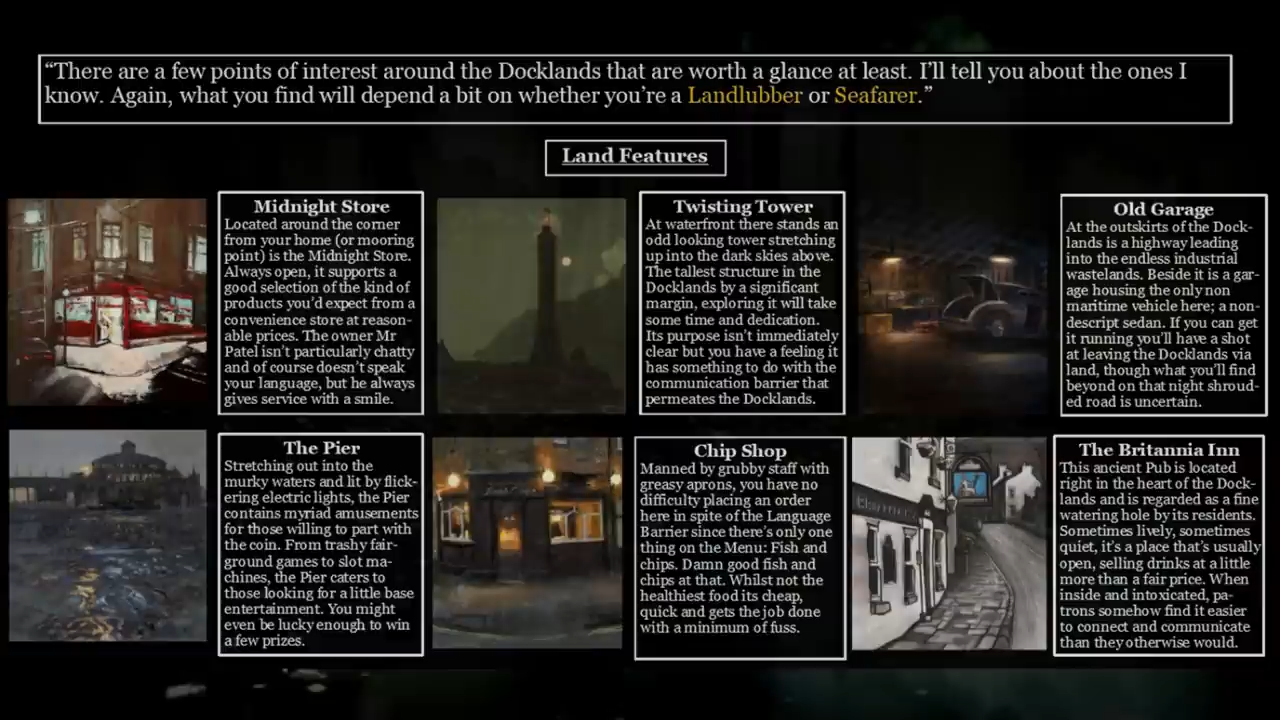 “There are a few points of interest around the Docklands that are worth a glance at least. I’ll tell you about the ones I
know. Again, what you find will depend a bit on whether you’re a Landlubber or Seafarer.”
Land Features
Midnight Store
Located around the corner
from your home (or mooring
point) is the Midnight Store.
Always open, it supports a
good selection of the kind of
products you’d expect from a
convenience store at reason-
able prices. The owner Mr
Patel isn’t particularly chatty
and of course doesn’t speak
your language, but he always
gives service with a smile.
Twisting Tower
At waterfront there stands an
odd looking tower stretching
up into the dark skies above.
The tallest structure in the
Docklands by a significant
margin, exploring it will take
some time and dedication.
Its purpose isn’t immediately
clear but you have a feeling it
has something to do with the
communication barrier that
permeates the Docklands.
Old Garage
At the outskirts of the Dock-
lands is a highway leading
into the endless industrial
wastelands. Beside it is a gar-
age housing the only non
maritime vehicle here; a non-
descript sedan. If you can get
it running you’ll have a shot
at leaving the Docklands via
land, though what you’ll find
beyond on that night shroud-
ed road is uncertain.
The Pier
Stretching out into the
murky waters and lit by flick-
ering electric lights, the Pier
contains myriad amusements
for those willing to part with
the coin. From trashy fair-
ground games to slot ma-
chines, the Pier caters to
those looking for a little base
entertainment. You might
even be lucky enough to win
a few prizes.
Chip Shop
Manned by grubby staff with
greasy aprons, you have no
difficulty placing an order
here in spite of the Language
Barrier since there’s only one
thing on the Menu: Fish and
chips. Damn good fish and
chips at that. Whilst not the
healthiest food its cheap,
quick and gets the job done
with a minimum of fuss.
The Britannia Inn
This ancient Pub is located
right in the heart of the Dock-
lands and is regarded as a fine
watering hole by its residents.
Sometimes lively, sometimes
quiet, it’s a place that’s usually
open, selling drinks at a little
more than a fair price. When
inside and intoxicated, pa-
trons somehow find it easier
to connect and communicate
than they otherwise would.